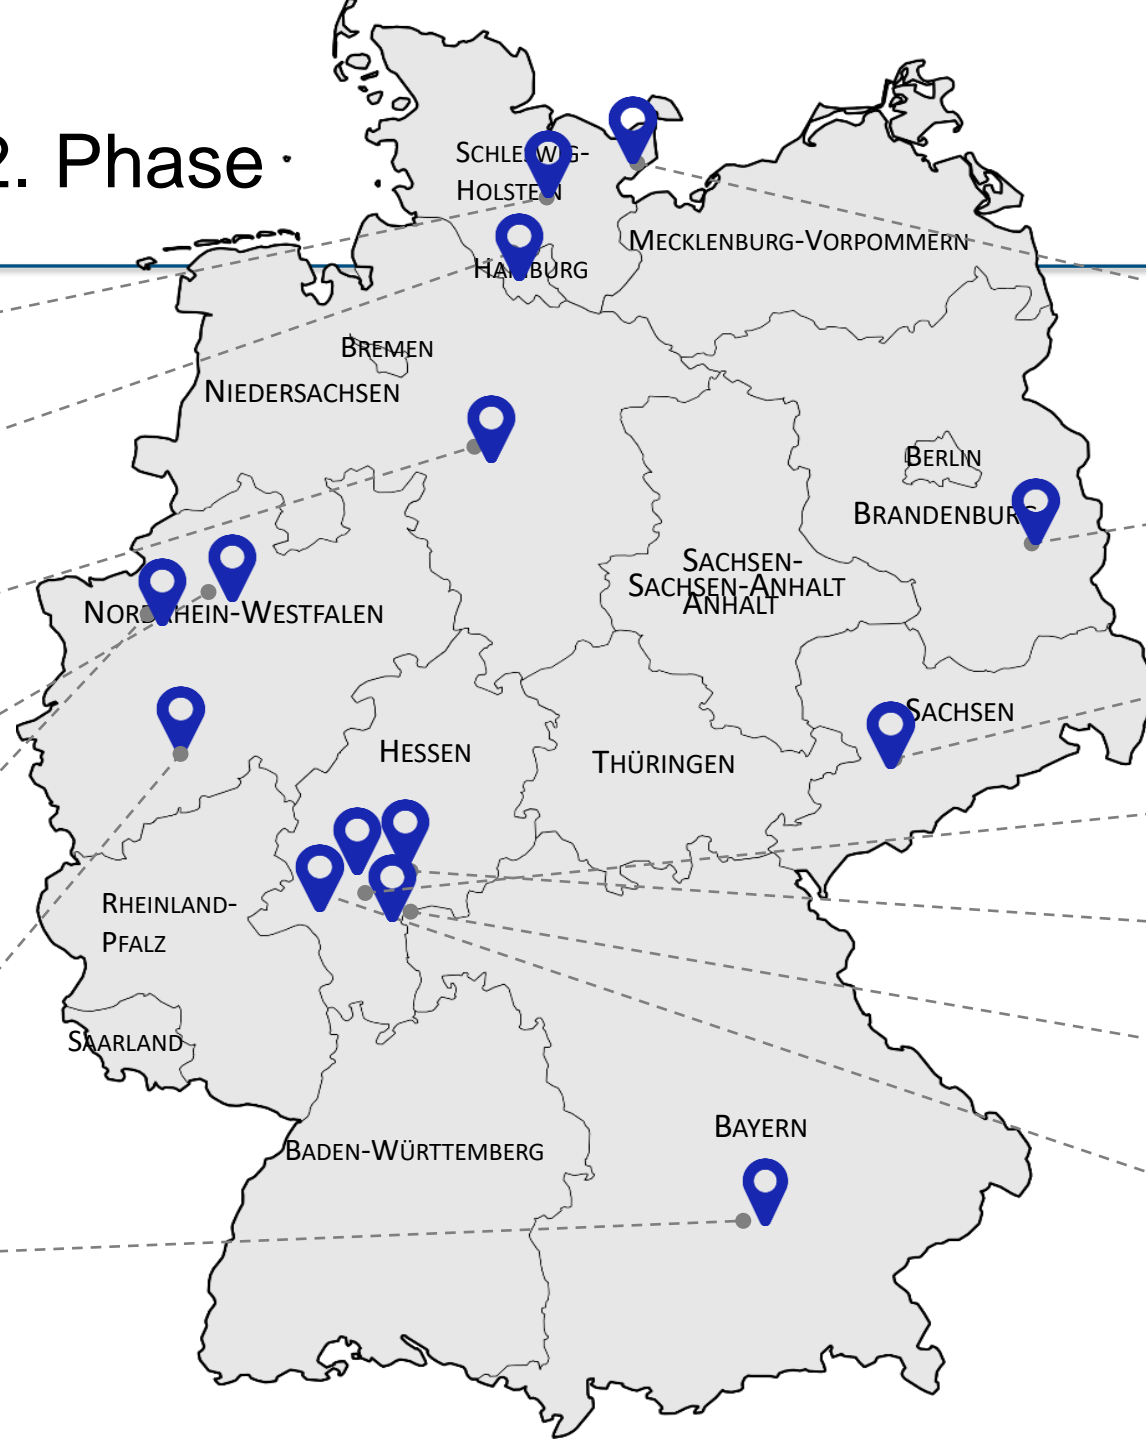 2. Phase
SCHLESWIG-
HOLSTEIN
MECKLENBURG-VORPOMMERN
HAMBURG
BREMEN
NIEDERSACHSEN
BERLIN
BRANDENBURG
SACHSEN-
SACHSEN-ANHALT
ANHALT
NORDRHEIN-WESTFALEN
SACHSEN
HESSEN
THÜRINGEN
RHEINLAND-
PFALZ
SAARLAND
BAYERN
BADEN-WÜRTTEMBERG